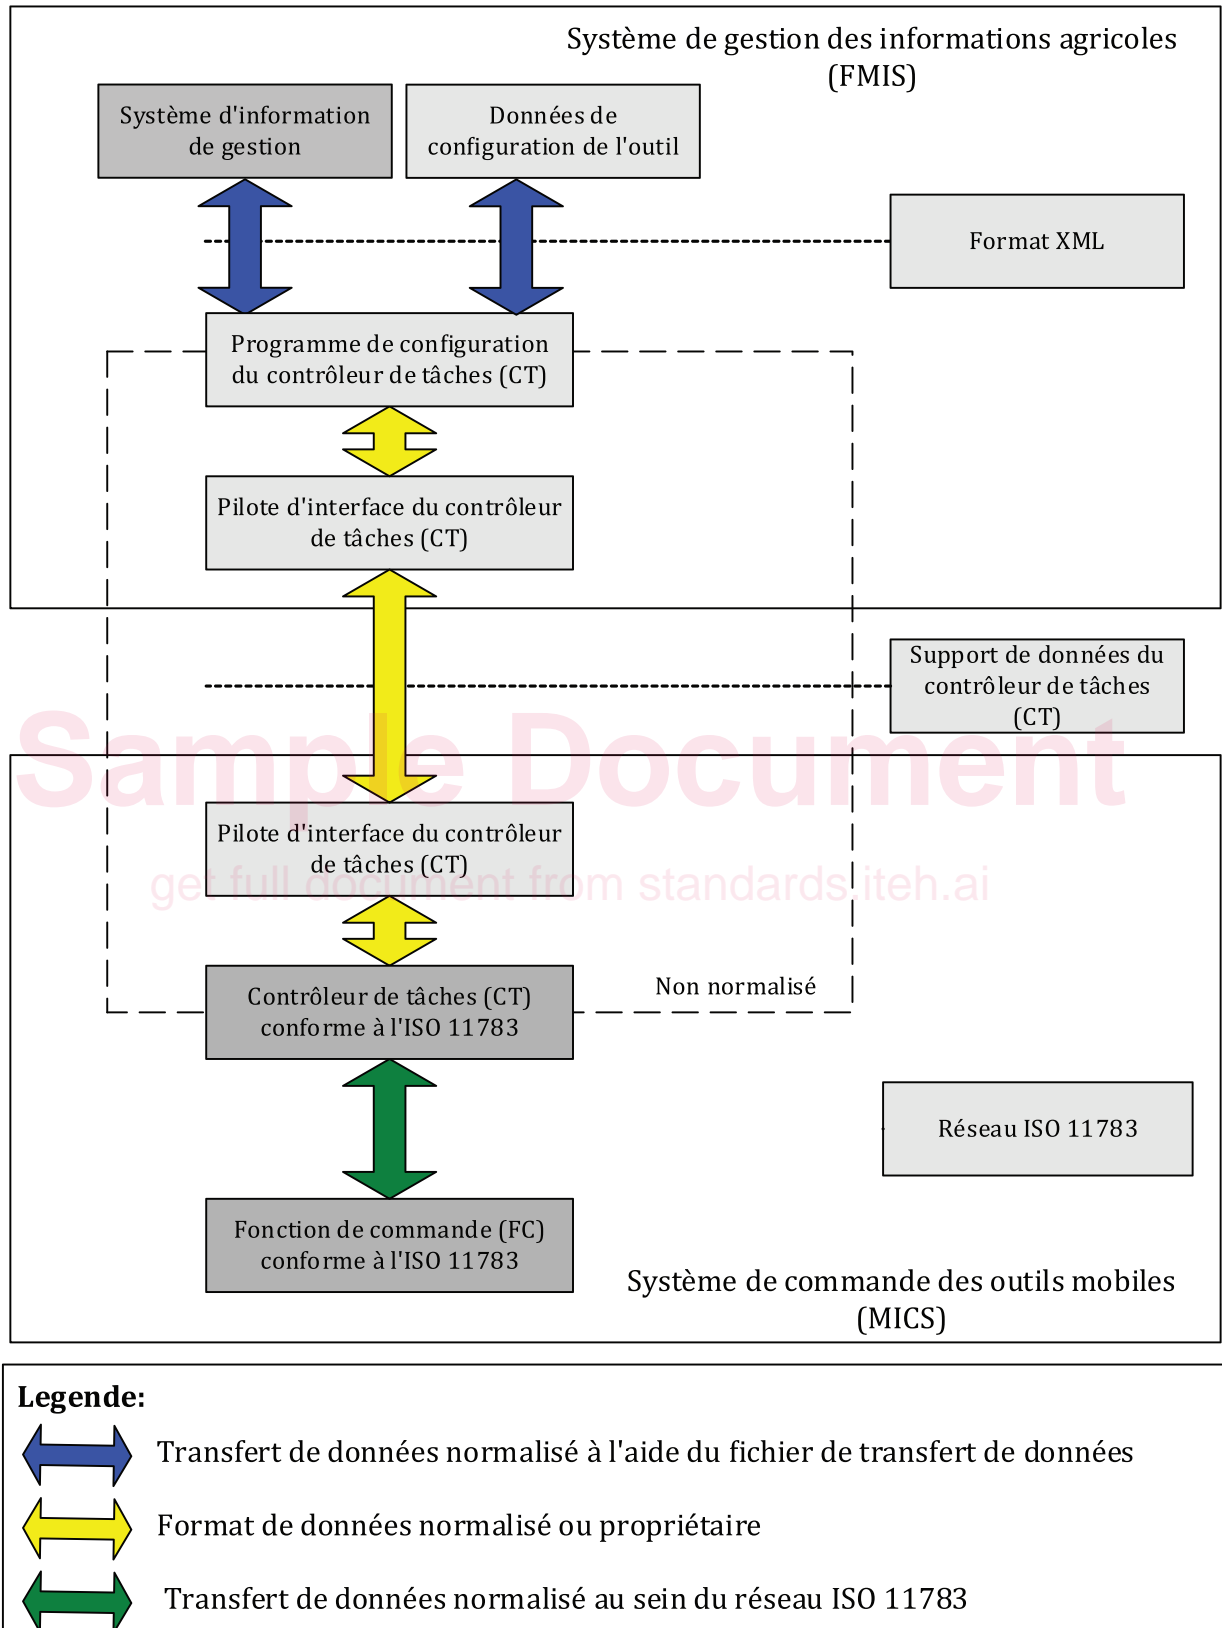 Système de gestion des informations agricoles
(FMIS)
Système d'information
de gestion
Données de
configuration de l'outil
Format XML
Programme de configuration
du contrôleur de tâches (CT)
Pilote d'interface du contrôleur
de tâches (CT)
Support de données du
contrôleur de tâches
(CT)
Sample Document
Pilote d'interface du contrôleur
de tâches (CT)
get full document from standards.iteh.ai
Non normalisé
Contrôleur de tâches (CT)
conforme à l'ISO 11783
Réseau ISO 11783
Fonction de commande (FC)
conforme à l'ISO 11783
Système de commande des outils mobiles
(MICS)
Legende:
Transfert de données normalisé à l'aide du fichier de transfert de données
Format de données normalisé ou propriétaire
Transfert de données normalisé au sein du réseau ISO 11783